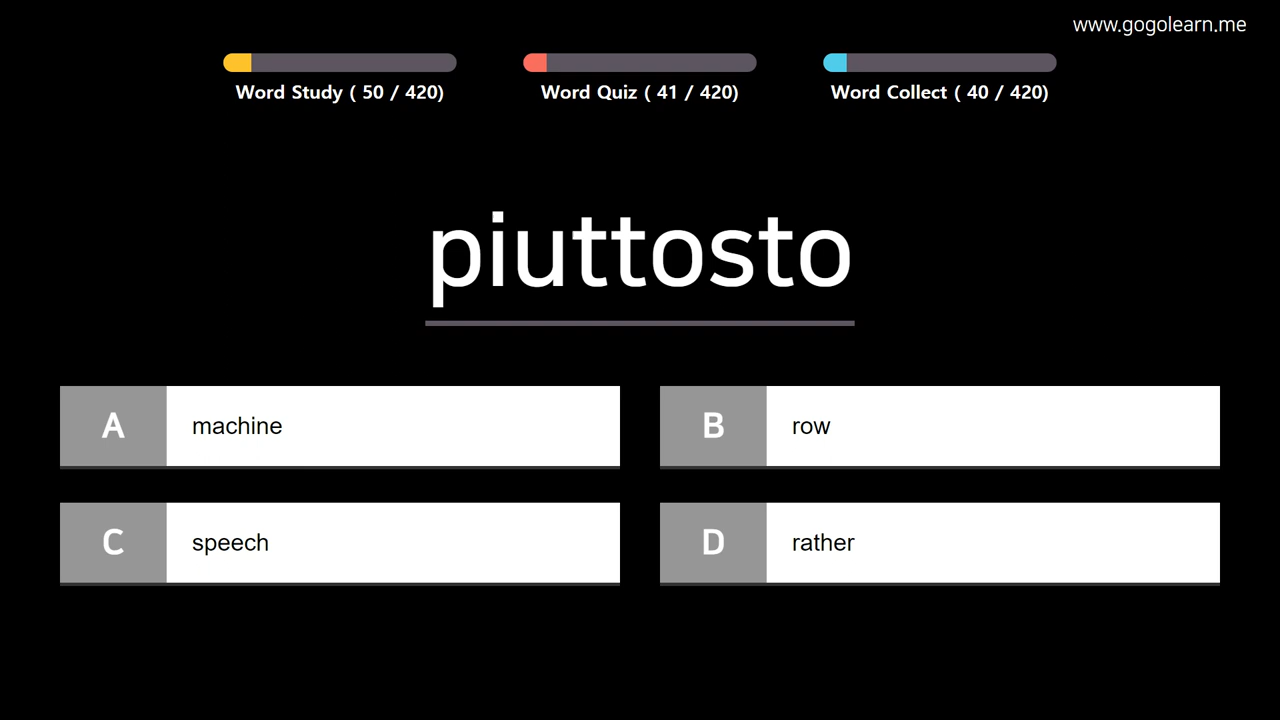 www.gogolearn.me
Word Study ( 50 / 420)
Word Quiz ( 41 / 420)
Word Collect ( 40 / 420)
piuttosto
A machine
B row
C speech
D rather